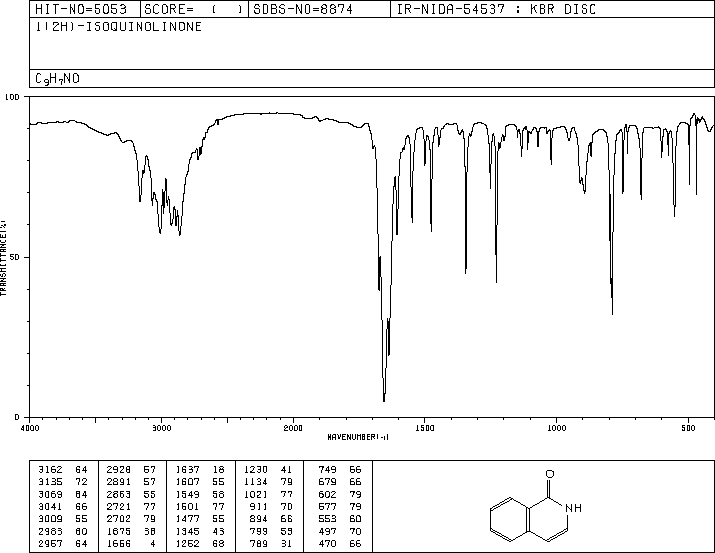 HIT-NO=5053 SCORE= ( ) SDBS-NO=8874 IR-NIDA-54537 : KBR DISC
1(2H)-ISOQUINOLINONE
C9H7NO
100
50
0
TRANSMITTANCE(%)
4000 3000 2000 1500 1000 500
WAVENUMBER(-1)
3162 64 2928 57 1637 18 1230 41 749 66
3135 72 2891 57 1607 55 1134 79 679 66
3069 64 2863 55 1549 58 1021 77 602 79
3041 66 2721 77 1501 77 911 70 577 79
3009 55 2702 79 1477 55 894 66 553 60
2983 60 1675 38 1345 43 799 59 497 70
2957 64 1656 4 1252 68 789 31 470 66
O
NH